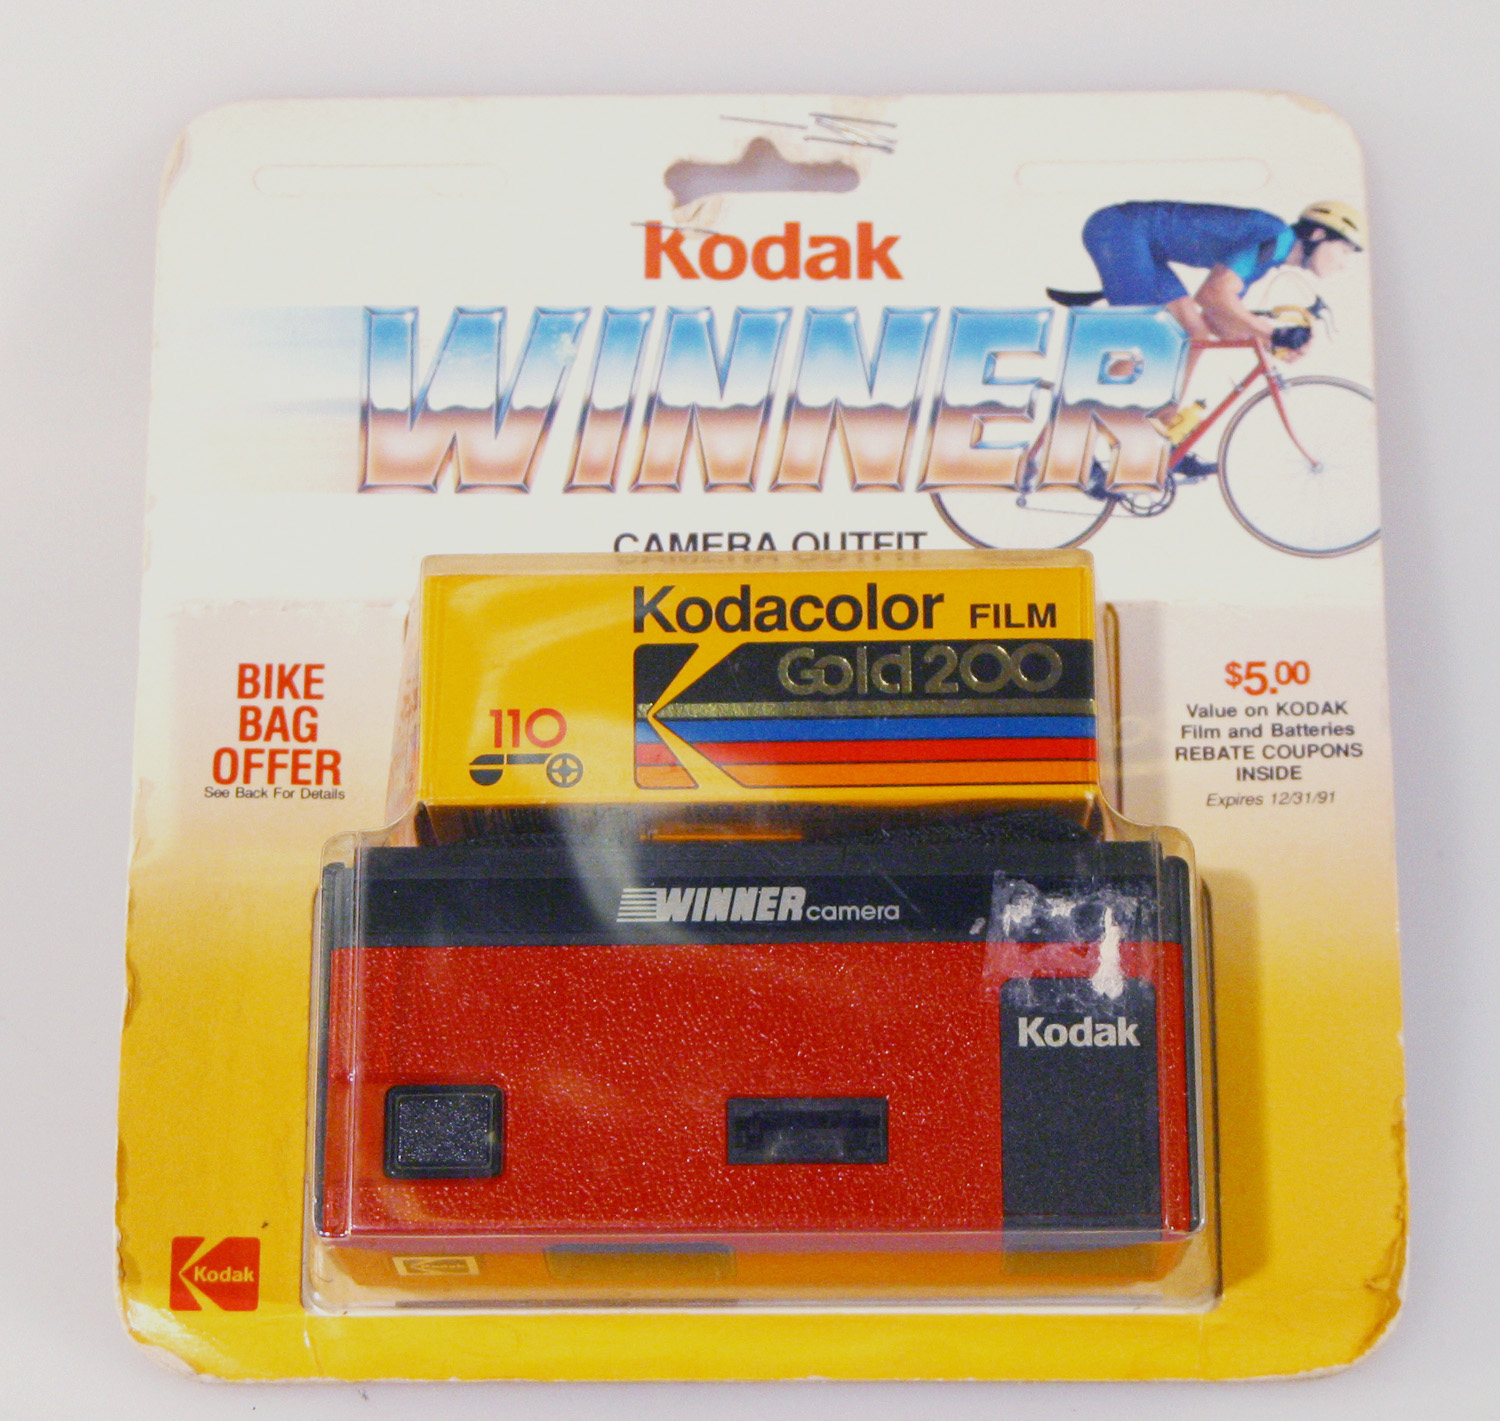 Kodak
WINNER
CAMERA OUTFIT
Kodacolor FILM
Gold 200
110
BIKE
BAG
OFFER
See Back For Details
$5.00
Value on KODAK
Film and Batteries
REBATE COUPONS
INSIDE
Expires 12/31/91
WINNER camera
Kodak
Kodak
Kodak